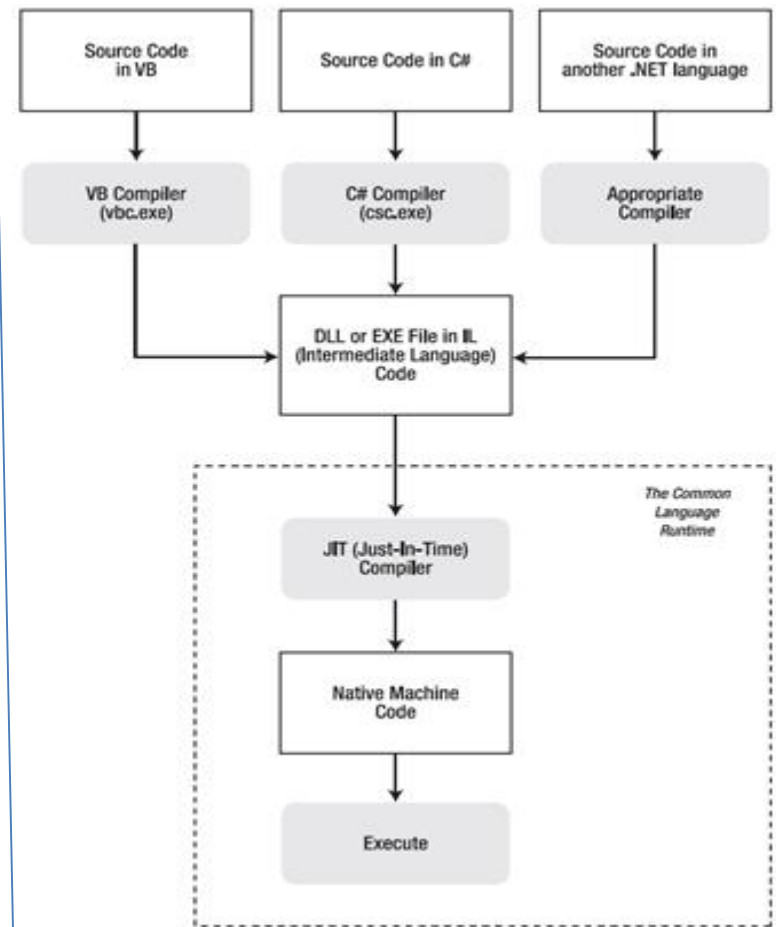 Source Code
in VB
Source Code in C#
Source Code in
another .NET language
VB Compiler
(vbc.exe)
C# Compiler
(csc.exe)
Appropriate
Compiler
DLL or EXE File in IL
(Intermediate Language)
Code
The Common
Language
Runtime
JIT (Just-In-Time)
Compiler
Native Machine
Code
Execute